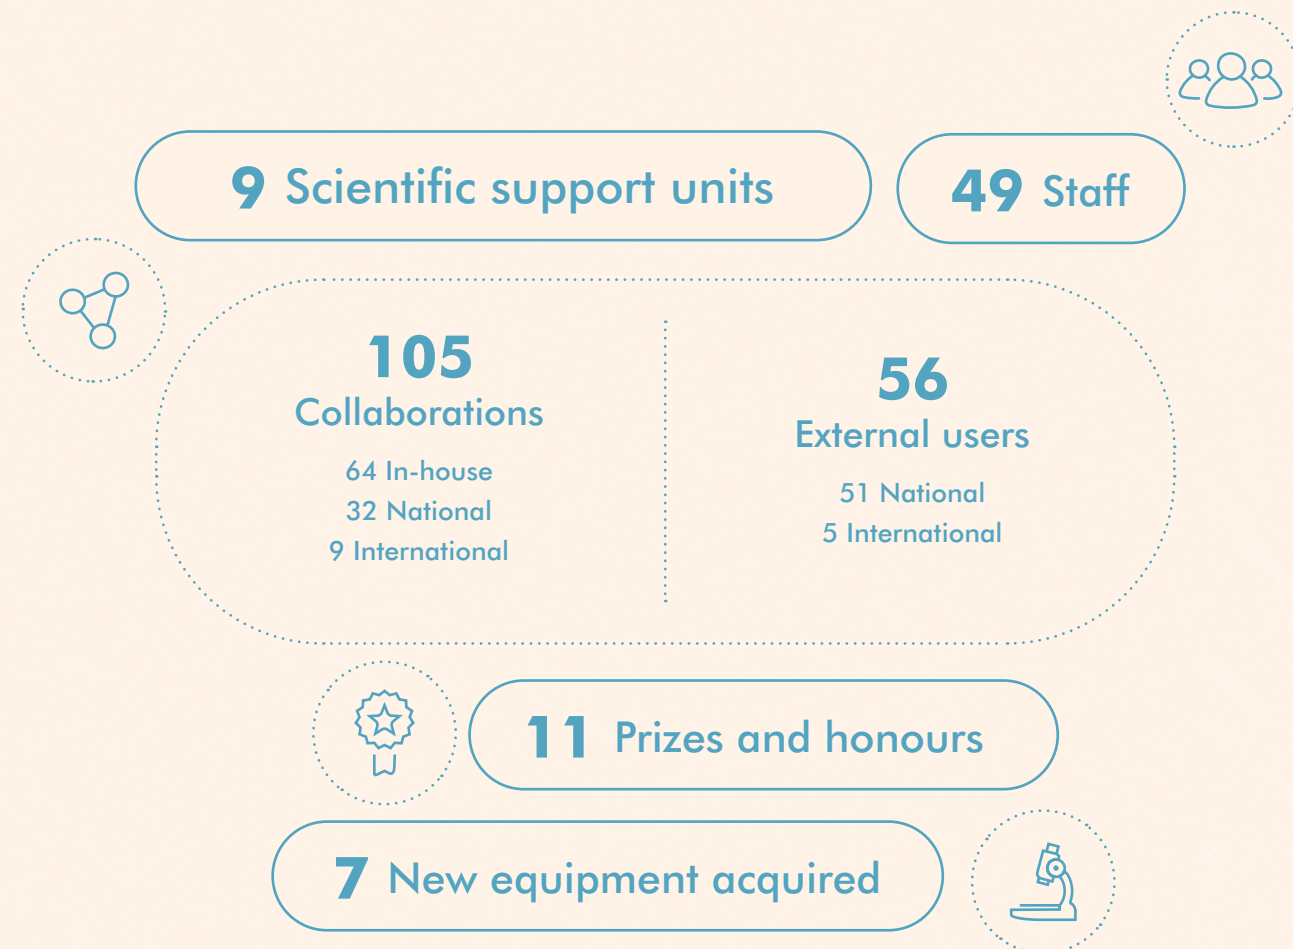 9 Scientific support units
49 Staff
105
Collaborations
64 In-house
32 National
9 International
56
External users
51 National
5 International
11 Prizes and honours
7 New equipment acquired